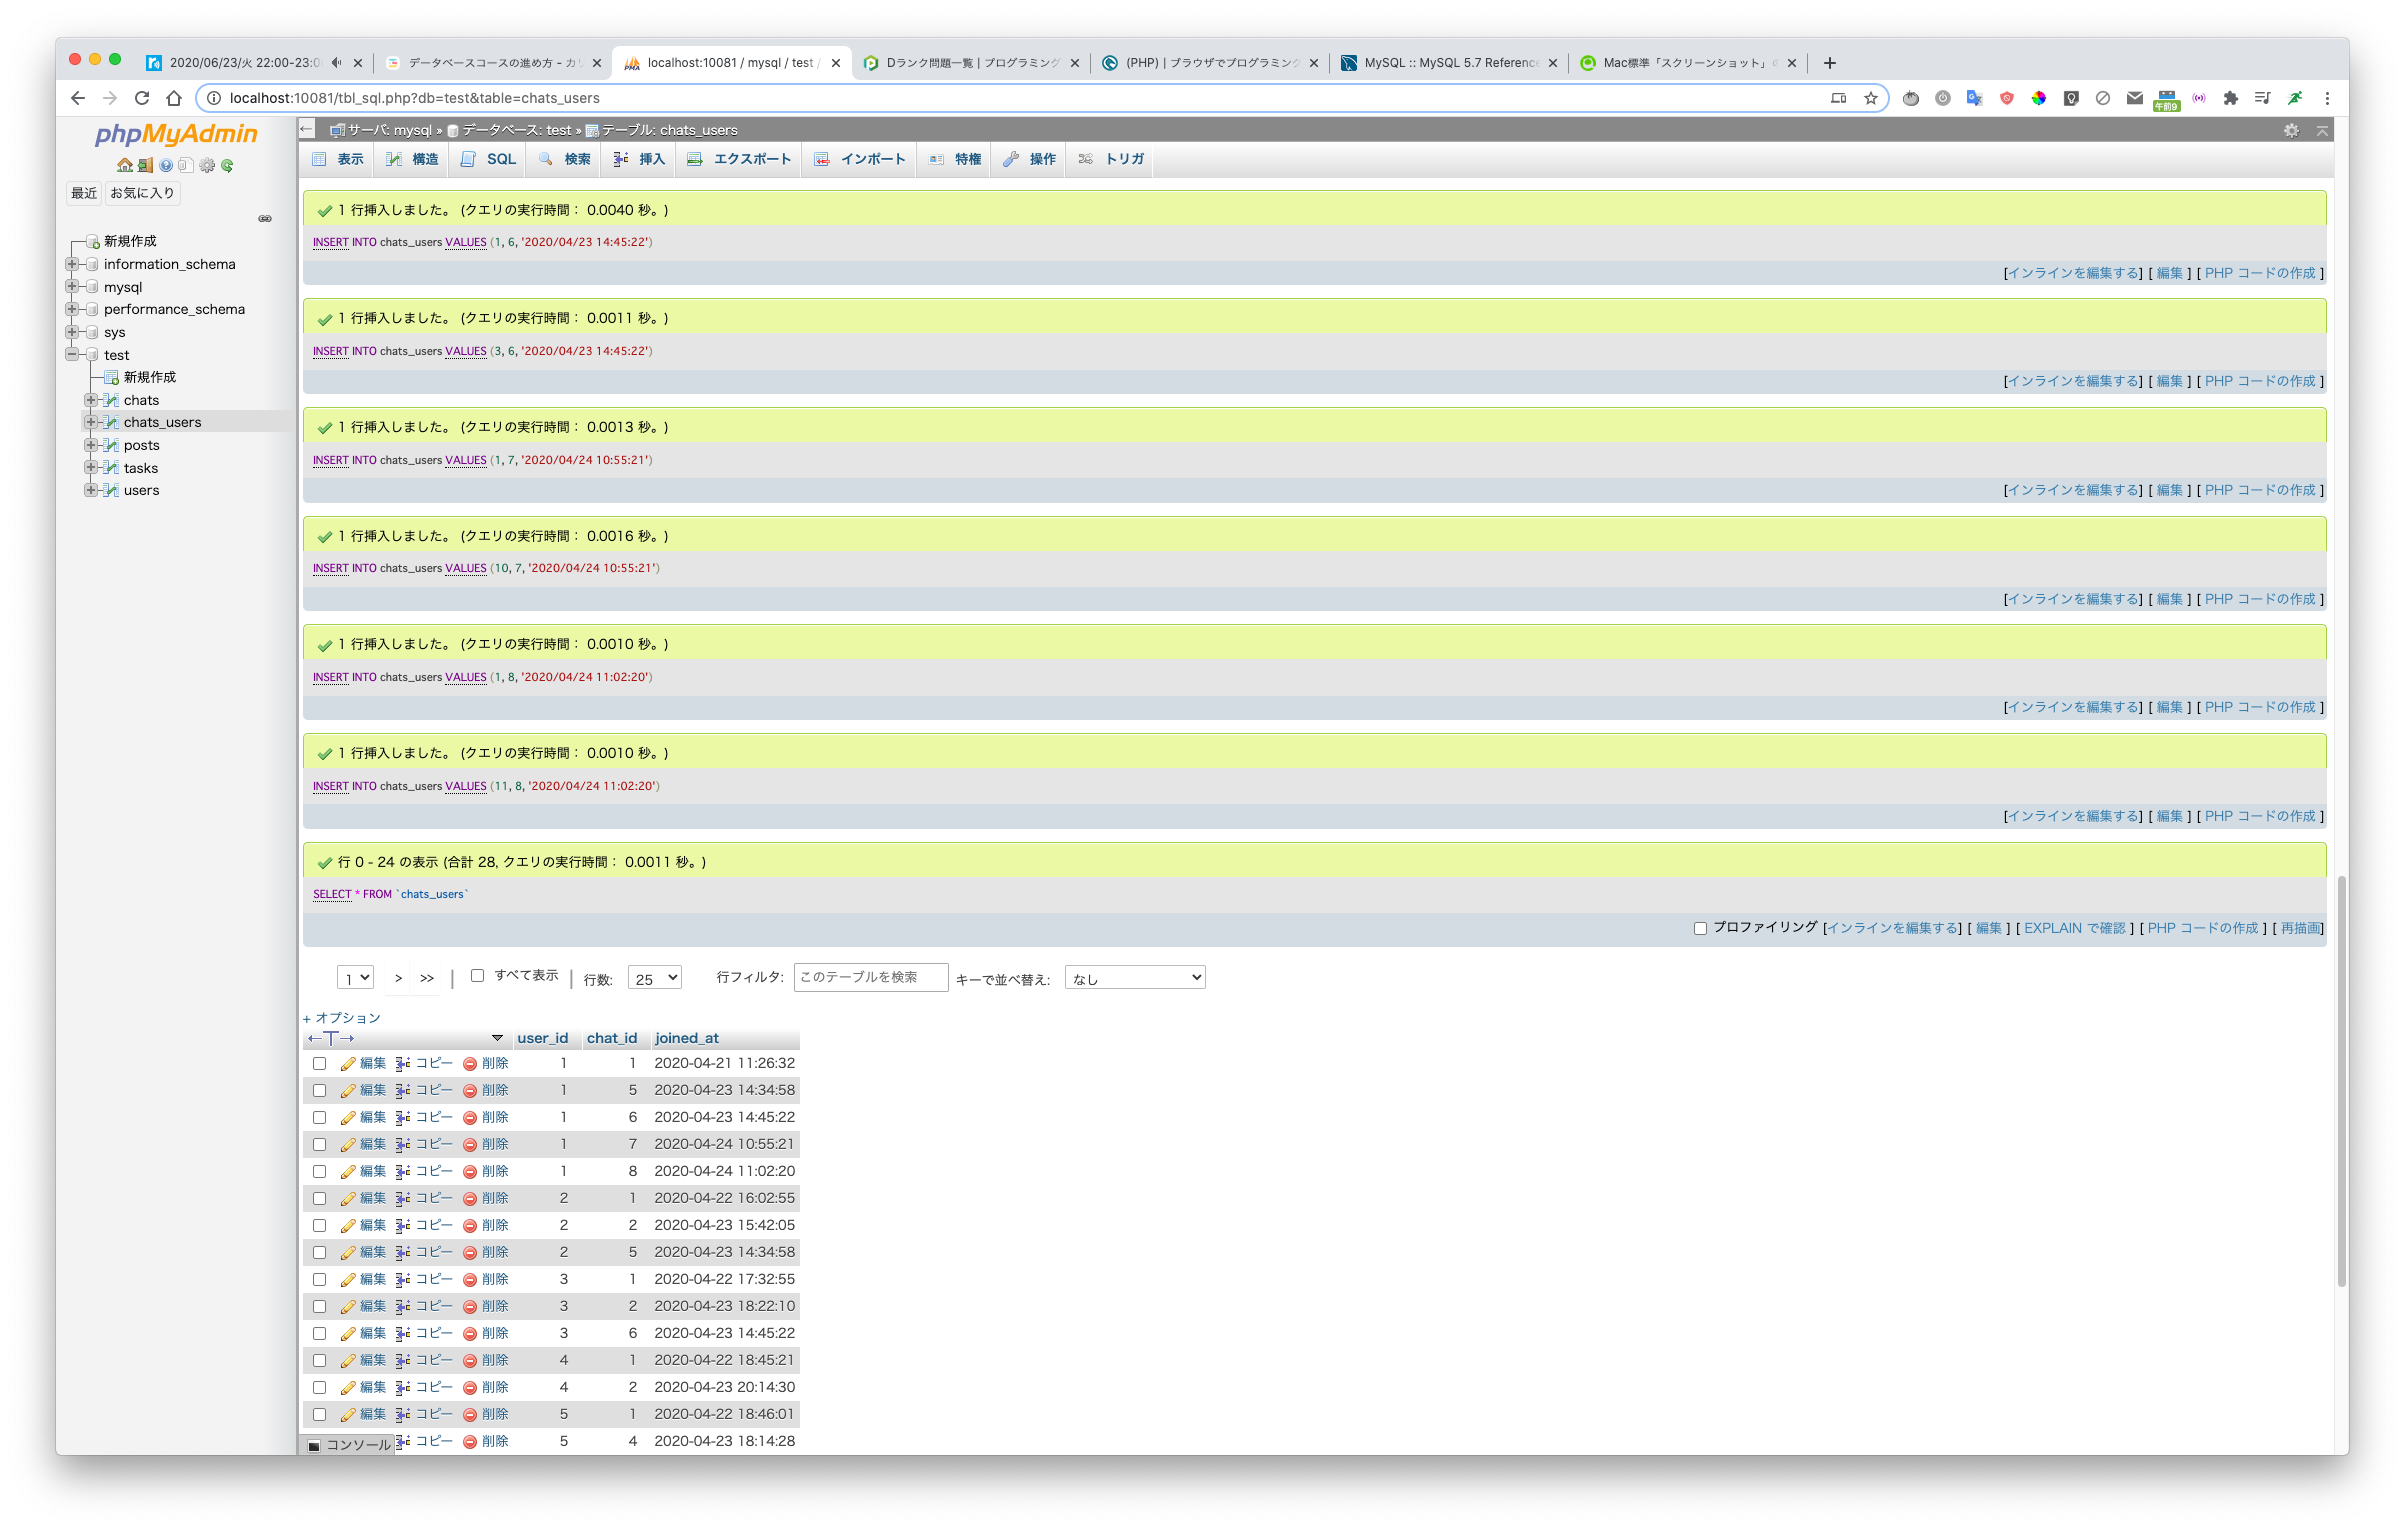 2020/06/23/火 22:00-23:0
データベースコースの進め方 - カリ
localhost:10081 / mysql / test /
Dランク問題一覧 | プログラミング
(PHP) | ブラウザでプログラミング
MySQL :: MySQL 5.7 Reference
Mac標準「スクリーンショット」の
localhost:10081/tbl_sql.php?db=test&table=chats_users
午前9
phpMyAdmin
最近 お気に入り
新規作成
information_schema
mysql
performance_schema
sys
test
新規作成
chats
chats_users
posts
tasks
users
サーバ: mysql » データベース: test » テーブル: chats_users
表示 構造 SQL 検索 挿入 エクスポート インポート 特権 操作 トリガ
1 行挿入しました。 (クエリの実行時間： 0.0040 秒。)
INSERT INTO chats_users VALUES (1, 6, '2020/04/23 14:45:22')
[インラインを編集する] [ 編集 ] [ PHP コードの作成 ]
1 行挿入しました。 (クエリの実行時間： 0.0011 秒。)
INSERT INTO chats_users VALUES (3, 6, '2020/04/23 14:45:22')
[インラインを編集する] [ 編集 ] [ PHP コードの作成 ]
1 行挿入しました。 (クエリの実行時間： 0.0013 秒。)
INSERT INTO chats_users VALUES (1, 7, '2020/04/24 10:55:21')
[インラインを編集する] [ 編集 ] [ PHP コードの作成 ]
1 行挿入しました。 (クエリの実行時間： 0.0016 秒。)
INSERT INTO chats_users VALUES (10, 7, '2020/04/24 10:55:21')
[インラインを編集する] [ 編集 ] [ PHP コードの作成 ]
1 行挿入しました。 (クエリの実行時間： 0.0010 秒。)
INSERT INTO chats_users VALUES (1, 8, '2020/04/24 11:02:20')
[インラインを編集する] [ 編集 ] [ PHP コードの作成 ]
1 行挿入しました。 (クエリの実行時間： 0.0010 秒。)
INSERT INTO chats_users VALUES (11, 8, '2020/04/24 11:02:20')
[インラインを編集する] [ 編集 ] [ PHP コードの作成 ]
行 0 - 24 の表示 (合計 28, クエリの実行時間： 0.0011 秒。)
SELECT * FROM `chats_users`
プロファイリング [インラインを編集する] [ 編集 ] [ EXPLAIN で確認 ] [ PHP コードの作成 ] [ 再描画]
1 > >> | すべて表示 | 行数: 25 行フィルタ: このテーブルを検索 キーで並べ替え: なし
+ オプション
←T→ user_id chat_id joined_at
編集 コピー 削除 1 1 2020-04-21 11:26:32
編集 コピー 削除 1 5 2020-04-23 14:34:58
編集 コピー 削除 1 6 2020-04-23 14:45:22
編集 コピー 削除 1 7 2020-04-24 10:55:21
編集 コピー 削除 1 8 2020-04-24 11:02:20
編集 コピー 削除 2 1 2020-04-22 16:02:55
編集 コピー 削除 2 2 2020-04-23 15:42:05
編集 コピー 削除 2 5 2020-04-23 14:34:58
編集 コピー 削除 3 1 2020-04-22 17:32:55
編集 コピー 削除 3 2 2020-04-23 18:22:10
編集 コピー 削除 3 6 2020-04-23 14:45:22
編集 コピー 削除 4 1 2020-04-22 18:45:21
編集 コピー 削除 4 2 2020-04-23 20:14:30
編集 コピー 削除 5 1 2020-04-22 18:46:01
コンソール コピー 削除 5 4 2020-04-23 18:14:28